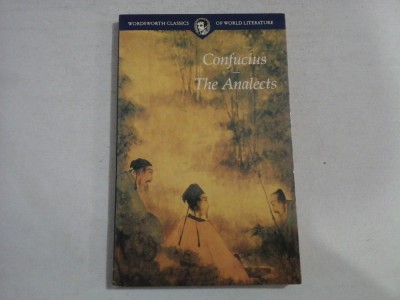 WORDSWORTH CLASSICS OF WORLD LITERATURE
Confucius
The Analects